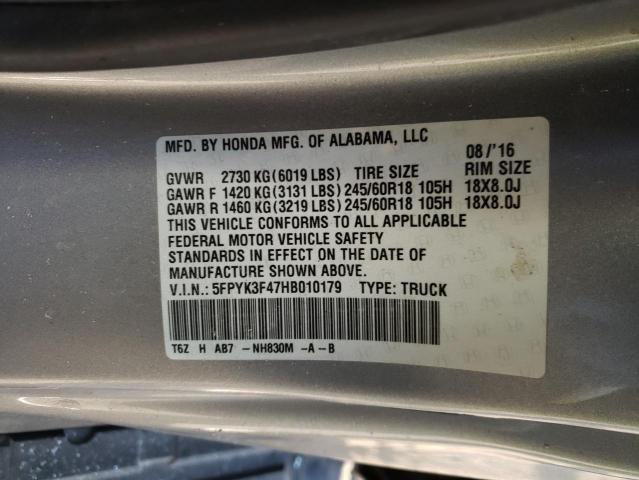 MFD. BY HONDA MFG. OF ALABAMA, LLC 08/'16
GVWR 2730 KG(6019 LBS) TIRE SIZE RIM SIZE
GAWR F 1420 KG(3131 LBS)245/60R18 105H 18X8.0J
GAWR R 1460 KG(3219 LBS)245/60R18 105H 18X8.0J
THIS VEHICLE CONFORMS TO ALL APPLICABLE
FEDERAL MOTOR VEHICLE SAFETY
STANDARDS IN EFFECT ON THE DATE OF
MANUFACTURE SHOWN ABOVE.
V.I.N.: 5FPYK3F47HB010179 TYPE: TRUCK
T6Z H AB7 -NH830M -A-B